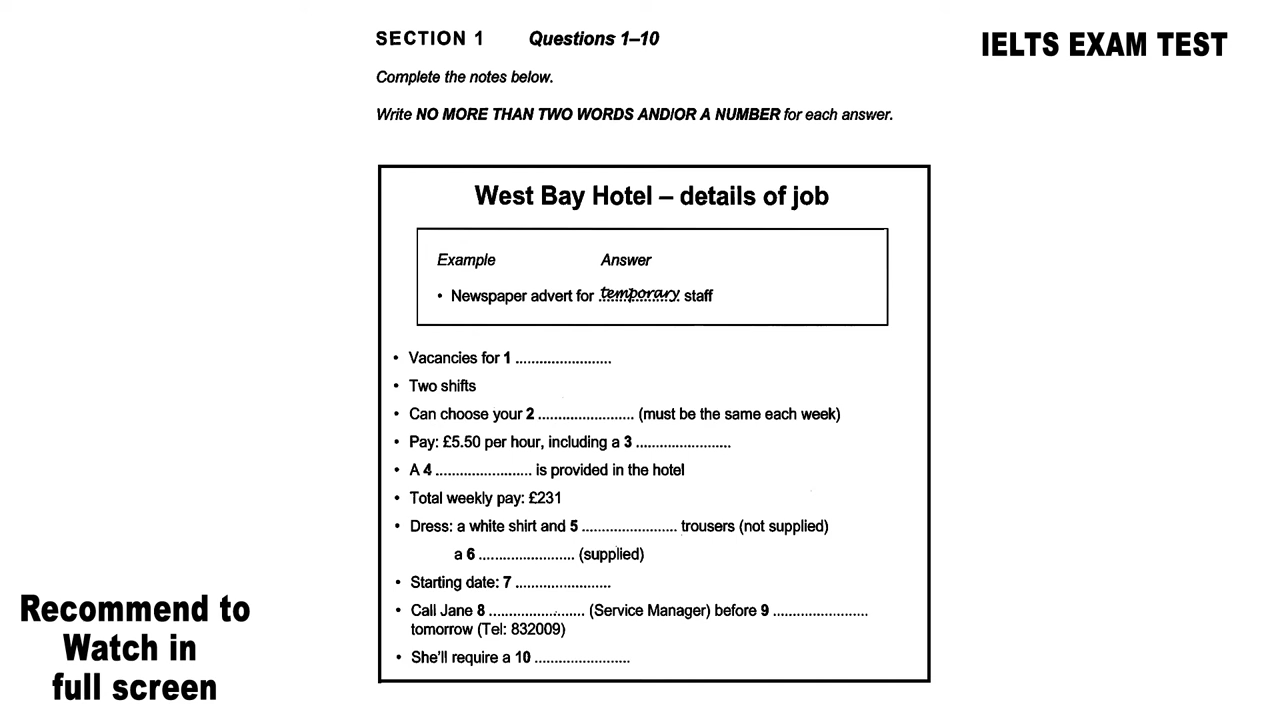 SECTION 1 Questions 1–10
IELTS EXAM TEST
Complete the notes below.
Write NO MORE THAN TWO WORDS AND/OR A NUMBER for each answer.
West Bay Hotel – details of job
Example Answer
• Newspaper advert for temporary staff
• Vacancies for 1 ........................
• Two shifts
• Can choose your 2 ........................ (must be the same each week)
• Pay: £5.50 per hour, including a 3 ........................
• A 4 ........................ is provided in the hotel
• Total weekly pay: £231
• Dress: a white shirt and 5 ........................ trousers (not supplied)
a 6 ........................ (supplied)
• Starting date: 7 ........................
• Call Jane 8 ........................ (Service Manager) before 9 ........................
tomorrow (Tel: 832009)
• She'll require a 10 ........................
Recommend to
Watch in
full screen